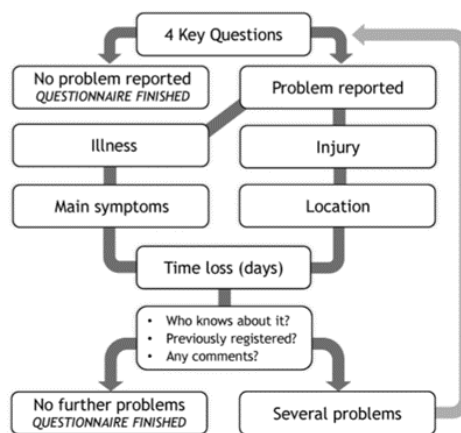 4 Key Questions
No problem reported
QUESTIONNAIRE FINISHED
Problem reported
Illness
Injury
Main symptoms
Location
Time loss (days)
• Who knows about it?
• Previously registered?
• Any comments?
No further problems
QUESTIONNAIRE FINISHED
Several problems